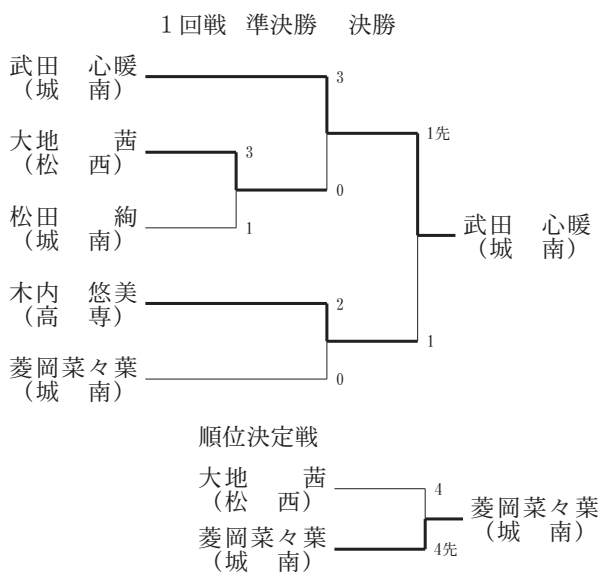 1回戦 準決勝 決勝
武田 心暖
（城 南）
3
1先
大地 茜
（松 西）
3
0
松田 絢
（城 南）
1
武田 心暖
（城 南）
木内 悠美
（高 専）
2
1
菱岡菜々葉
（城 南）
0
順位決定戦
大地 茜
（松 西）
4
菱岡菜々葉
（城 南）
菱岡菜々葉
（城 南）
4先